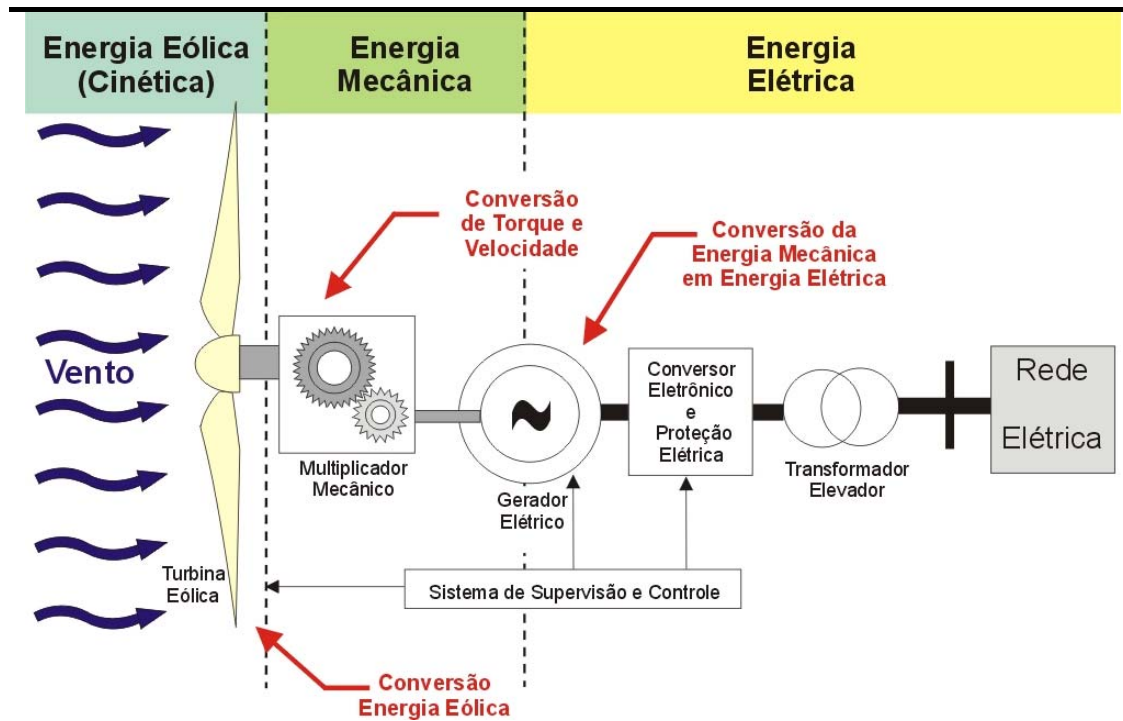 Energia Eólica
(Cinética)
Energia
Mecânica
Energia
Elétrica
Conversão
de Torque e
Velocidade
Conversão da
Energia Mecânica
em Energia Elétrica
Vento
Multiplicador
Mecânico
Gerador
Elétrico
Conversor
Eletrônico
e
Proteção
Elétrica
Transformador
Elevador
Rede
Elétrica
Turbina
Eólica
Sistema de Supervisão e Controle
Conversão
Energia Eólica